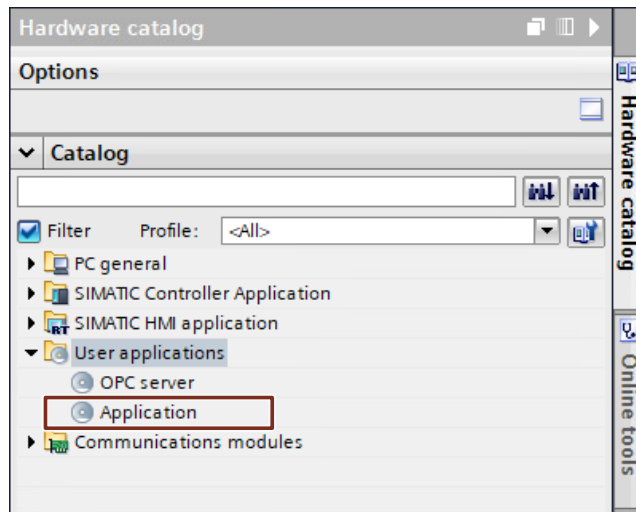 Hardware catalog
Options
Catalog
Filter Profile: <All>
PC general
SIMATIC Controller Application
RT SIMATIC HMI application
User applications
OPC server
Application
Communications modules
Hardware catalog
Online tools